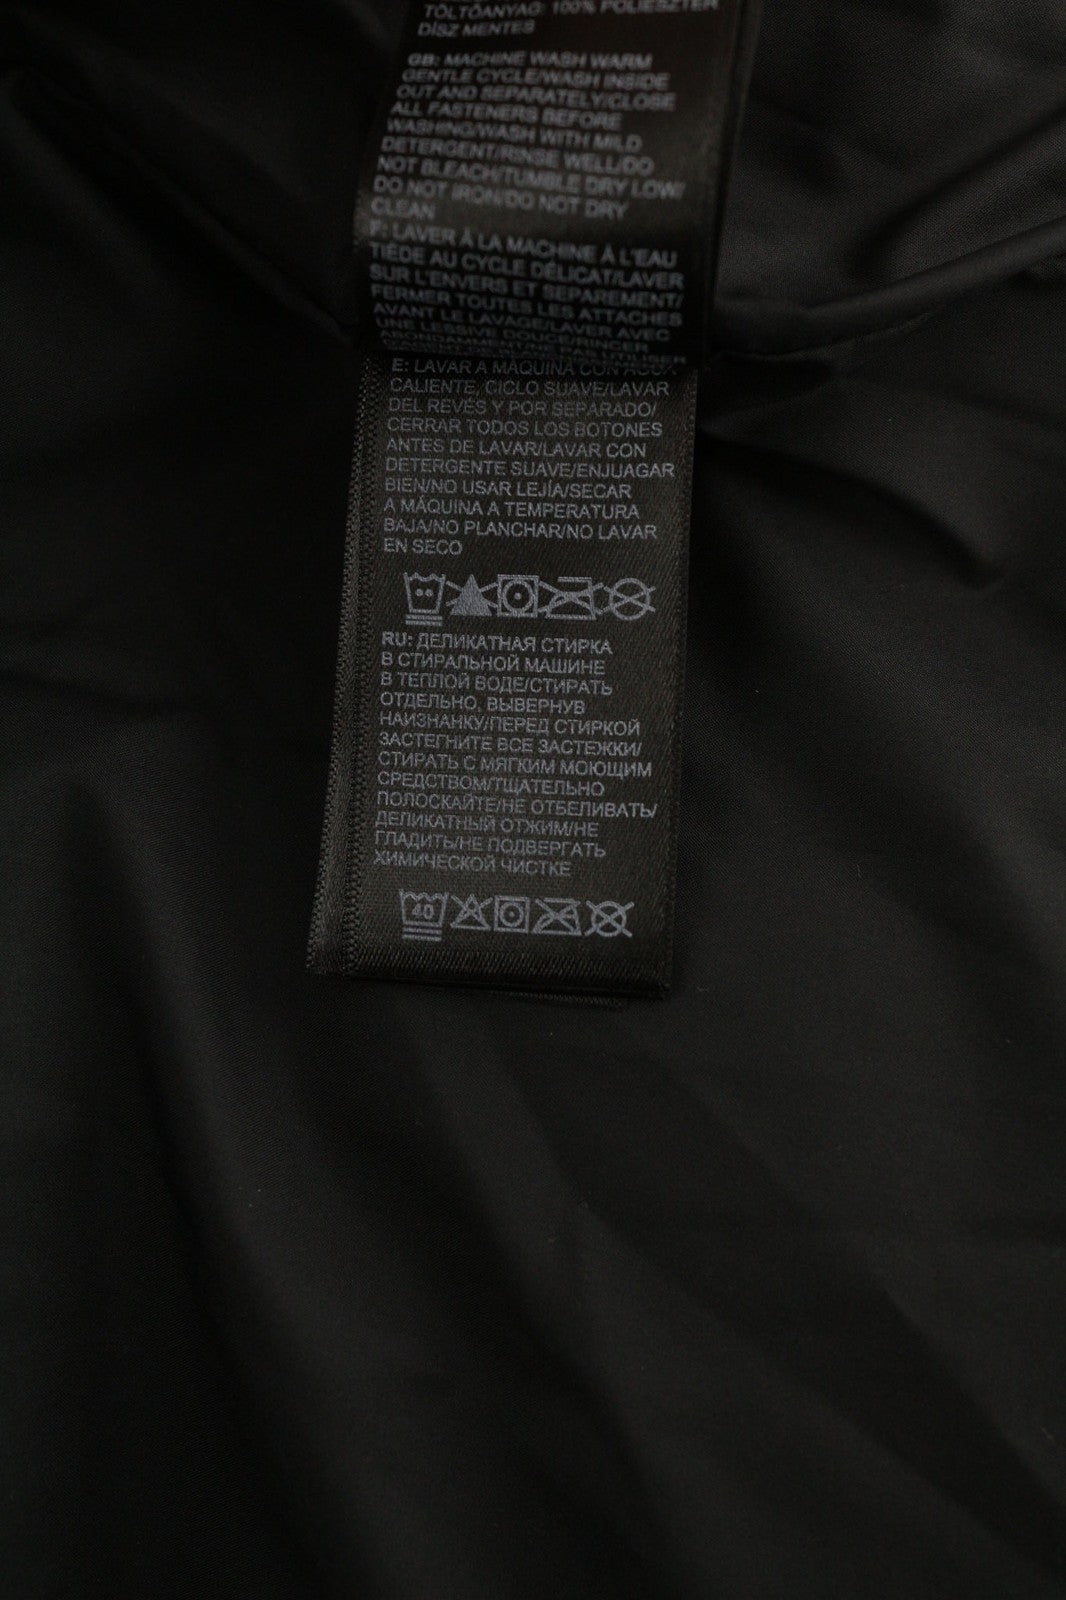 TÖLTŐANYAG: 100% POLIÉSZTER
DÍSZ MENTES
GB: MACHINE WASH WARM
GENTLE CYCLE/WASH INSIDE
OUT AND SEPARATELY/CLOSE
ALL FASTENERS BEFORE
WASHING/WASH WITH MILD
DETERGENT/RINSE WELL/DO
NOT BLEACH/TUMBLE DRY LOW/
DO NOT IRON/DO NOT DRY
CLEAN
F: LAVER À LA MACHINE À L'EAU
TIÈDE AU CYCLE DÉLICAT/LAVER
SUR L'ENVERS ET SEPAREMENT/
FERMER TOUTES LES ATTACHES
AVANT LE LAVAGE/LAVER AVEC
UNE LESSIVE DOUCE/RINCER
ABONDAMMENT/NE PAS UTILISER
E: LAVAR A MÁQUINA CON AGUA
CALIENTE, CICLO SUAVE/LAVAR
DEL REVÉS Y POR SEPARADO/
CERRAR TODOS LOS BOTONES
ANTES DE LAVAR/LAVAR CON
DETERGENTE SUAVE/ENJUAGAR
BIEN/NO USAR LEJÍA/SECAR
A MÁQUINA A TEMPERATURA
BAJA/NO PLANCHAR/NO LAVAR
EN SECO
RU: ДЕЛИКАТНАЯ СТИРКА
В СТИРАЛЬНОЙ МАШИНЕ
В ТЕПЛОЙ ВОДЕ/СТИРАТЬ
ОТДЕЛЬНО, ВЫВЕРНУВ
НАИЗНАНКУ/ПЕРЕД СТИРКОЙ
ЗАСТЕГНИТЕ ВСЕ ЗАСТЕЖКИ/
СТИРАТЬ С МЯГКИМ МОЮЩИМ
СРЕДСТВОМ/ТЩАТЕЛЬНО
ПОЛОСКАЙТЕ/НЕ ОТБЕЛИВАТЬ/
ДЕЛИКАТНЫЙ ОТЖИМ/НЕ
ГЛАДИТЬ/НЕ ПОДВЕРГАТЬ
ХИМИЧЕСКОЙ ЧИСТКЕ
40